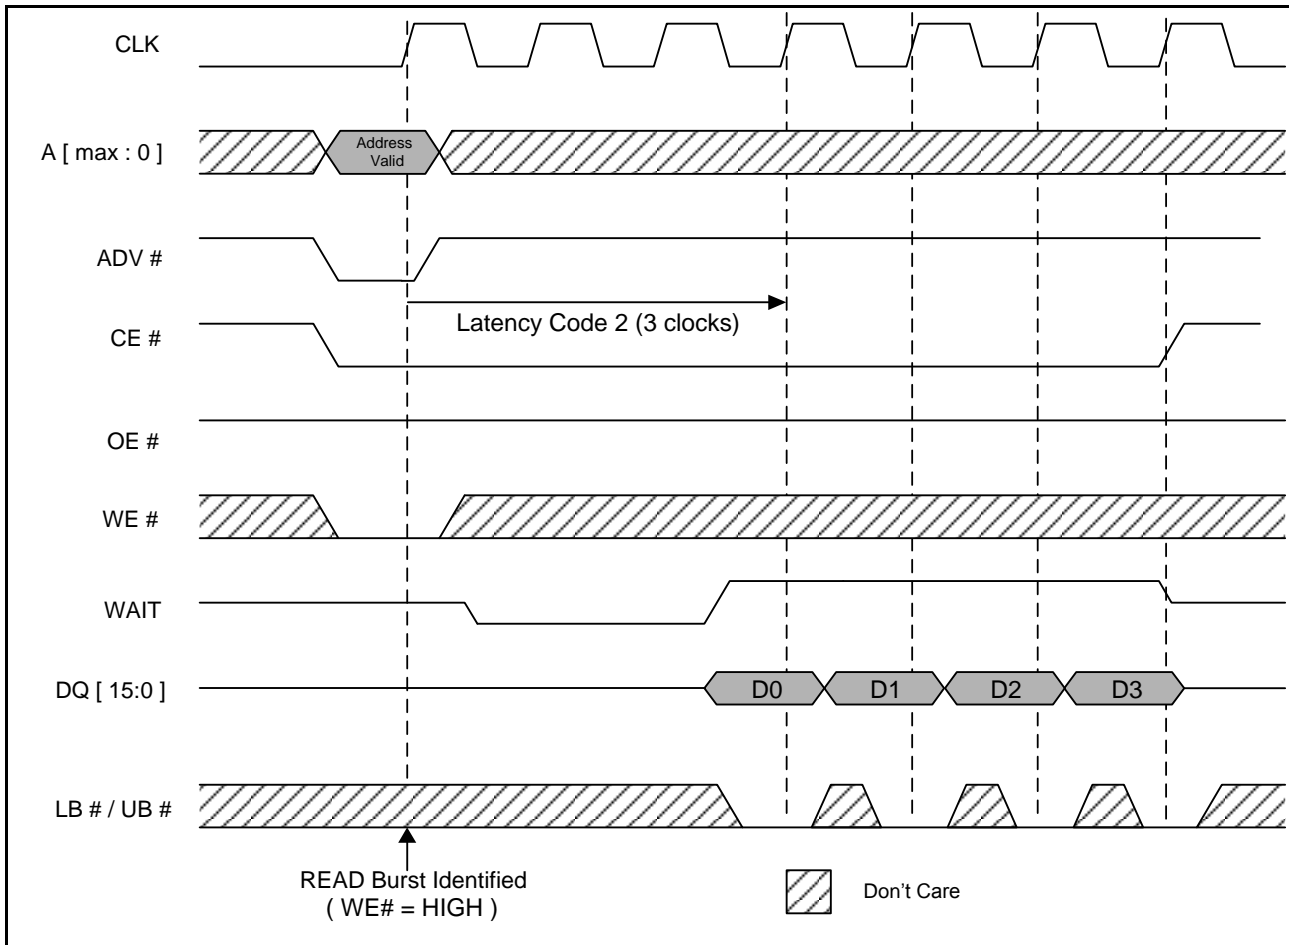 CLK
A [ max : 0 ]
Address
Valid
ADV #
Latency Code 2 (3 clocks)
CE #
OE #
WE #
WAIT
DQ [ 15:0 ]
D0
D1
D2
D3
LB # / UB #
READ Burst Identified
( WE# = HIGH )
Don't Care